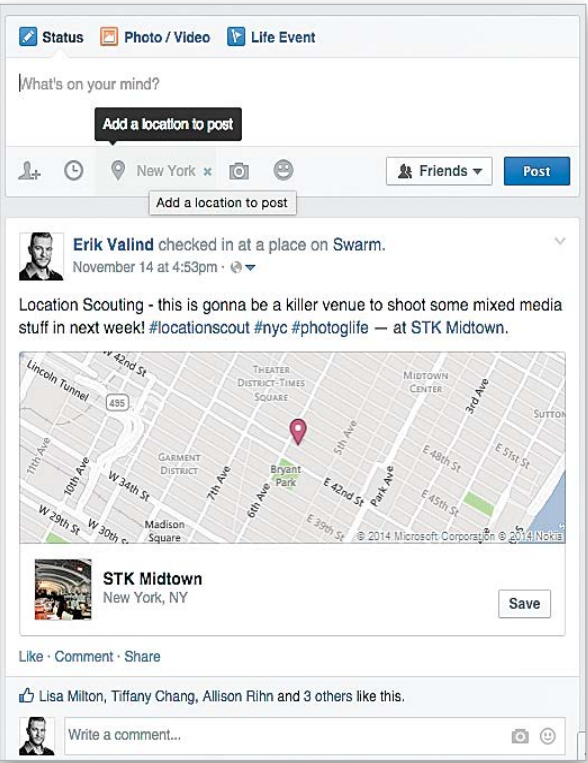 Status Photo / Video Life Event
What's on your mind?
Add a location to post
New York × Friends Post
Add a location to post
Erik Valind checked in at a place on Swarm.
November 14 at 4:53pm ·
Location Scouting - this is gonna be a killer venue to shoot some mixed media
stuff in next week! #locationscout #nyc #photoglife — at STK Midtown.
W 42nd St
Lincoln Tunnel
495
THEATER
DISTRICT-TIMES
SQUARE
MIDTOWN
CENTER
3rd Ave
SUTTON
11th Ave
10th Ave
GARMENT
DISTRICT
W 34th St
7th Ave
Bryant
Park
6th Ave
5th Ave
E 42nd St
Park Ave
E 48th St
E 51st St
E 45th St
W 29th St
W 30th St
Madison
Square
E 39th St
© 2014 Microsoft Corporation © 2014 Nokia
STK Midtown
New York, NY
Save
Like · Comment · Share
Lisa Milton, Tiffany Chang, Allison Rihn and 3 others like this.
Write a comment...